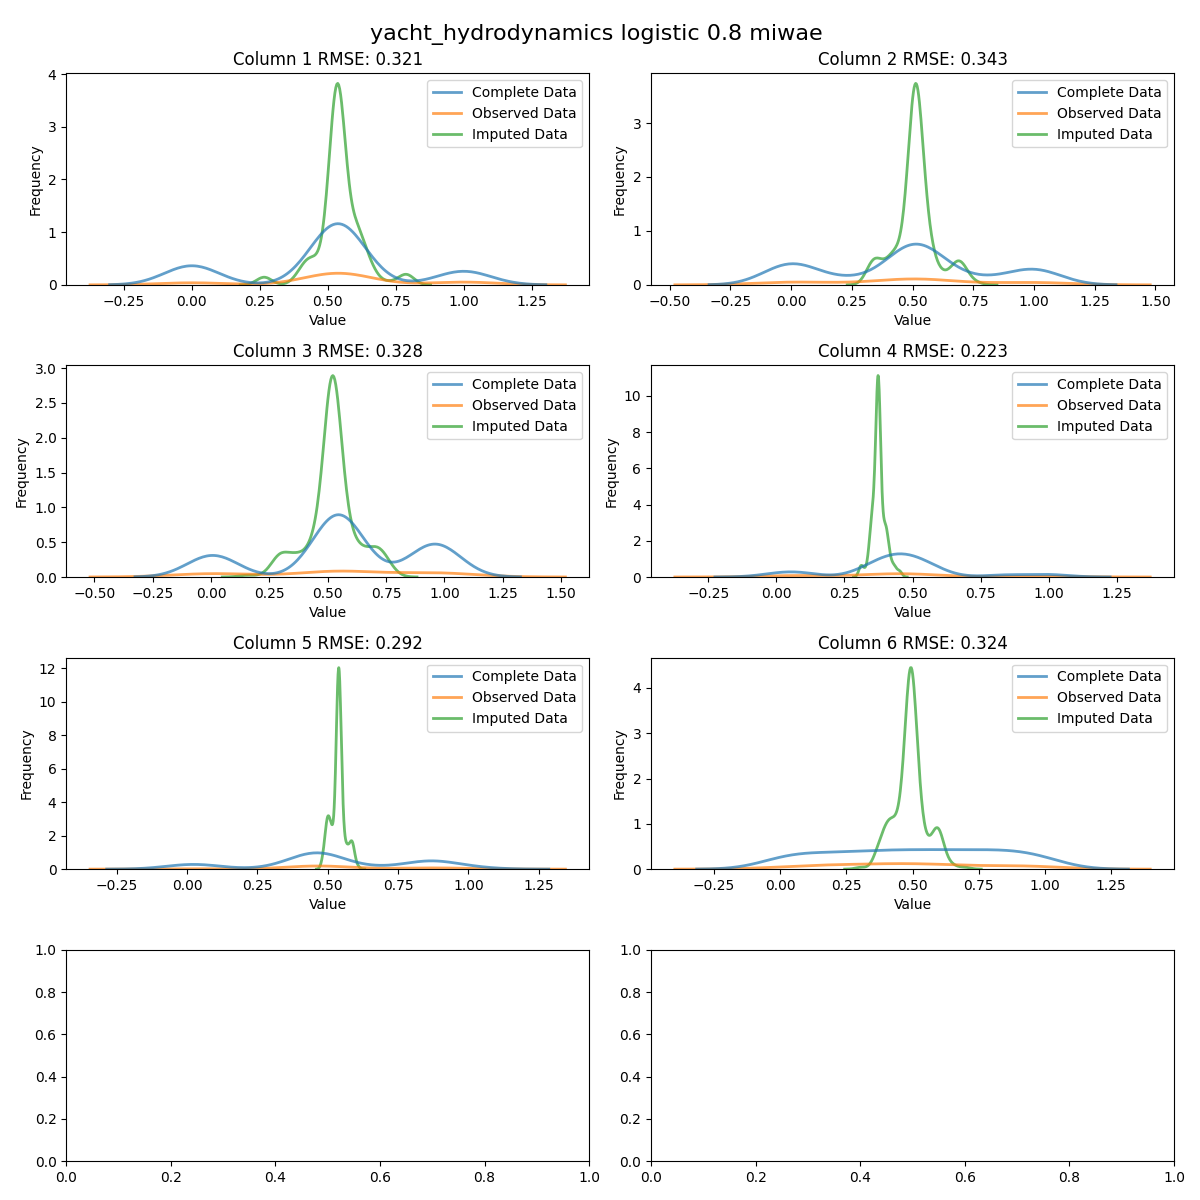 yacht_hydrodynamics logistic 0.8 miwae
Column 1 RMSE: 0.321
Frequency
4
3
2
1
0
Complete Data
Observed Data
Imputed Data
−0.25 0.00 0.25 0.50 0.75 1.00 1.25
Value
Column 2 RMSE: 0.343
Frequency
3
2
1
0
Complete Data
Observed Data
Imputed Data
−0.50 −0.25 0.00 0.25 0.50 0.75 1.00 1.25 1.50
Value
Column 3 RMSE: 0.328
Frequency
3.0
2.5
2.0
1.5
1.0
0.5
0.0
Complete Data
Observed Data
Imputed Data
−0.50 −0.25 0.00 0.25 0.50 0.75 1.00 1.25 1.50
Value
Column 4 RMSE: 0.223
Frequency
10
8
6
4
2
0
Complete Data
Observed Data
Imputed Data
−0.25 0.00 0.25 0.50 0.75 1.00 1.25
Value
Column 5 RMSE: 0.292
Frequency
12
10
8
6
4
2
0
Complete Data
Observed Data
Imputed Data
−0.25 0.00 0.25 0.50 0.75 1.00 1.25
Value
Column 6 RMSE: 0.324
Frequency
4
3
2
1
0
Complete Data
Observed Data
Imputed Data
−0.25 0.00 0.25 0.50 0.75 1.00 1.25
Value
1.0
0.8
0.6
0.4
0.2
0.0
0.0 0.2 0.4 0.6 0.8 1.0
1.0
0.8
0.6
0.4
0.2
0.0
0.0 0.2 0.4 0.6 0.8 1.0